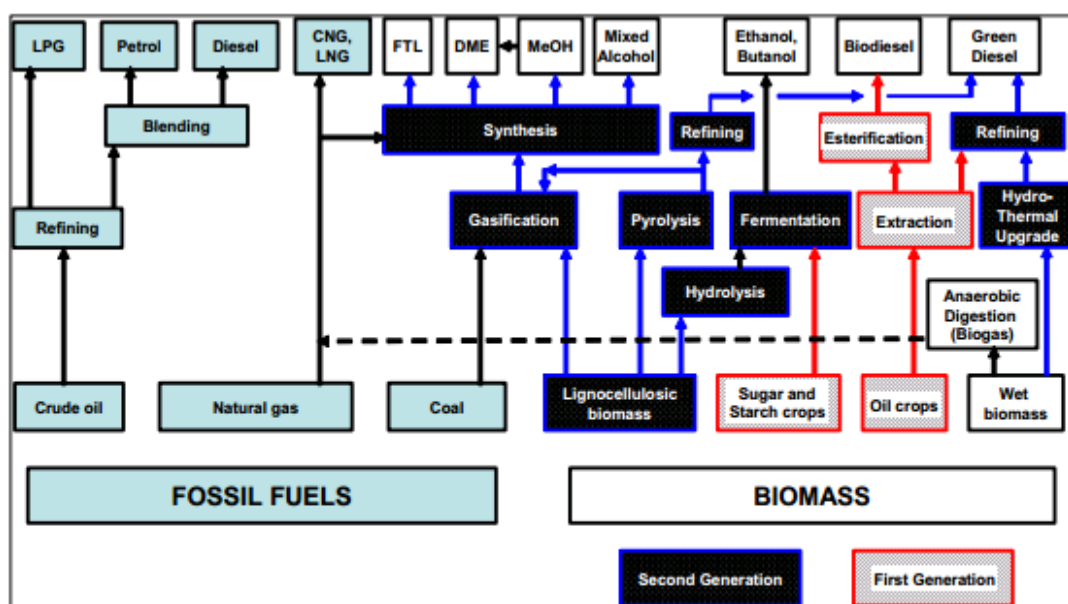 LPG
Petrol
Diesel
CNG,
LNG
FTL
DME
MeOH
Mixed
Alcohol
Ethanol,
Butanol
Biodiesel
Green
Diesel
Blending
Synthesis
Refining
Esterification
Refining
Refining
Gasification
Pyrolysis
Fermentation
Extraction
Hydro-
Thermal
Upgrade
Hydrolysis
Anaerobic
Digestion
(Biogas)
Crude oil
Natural gas
Coal
Lignocellulosic
biomass
Sugar and
Starch crops
Oil crops
Wet
biomass
FOSSIL FUELS
BIOMASS
Second Generation
First Generation